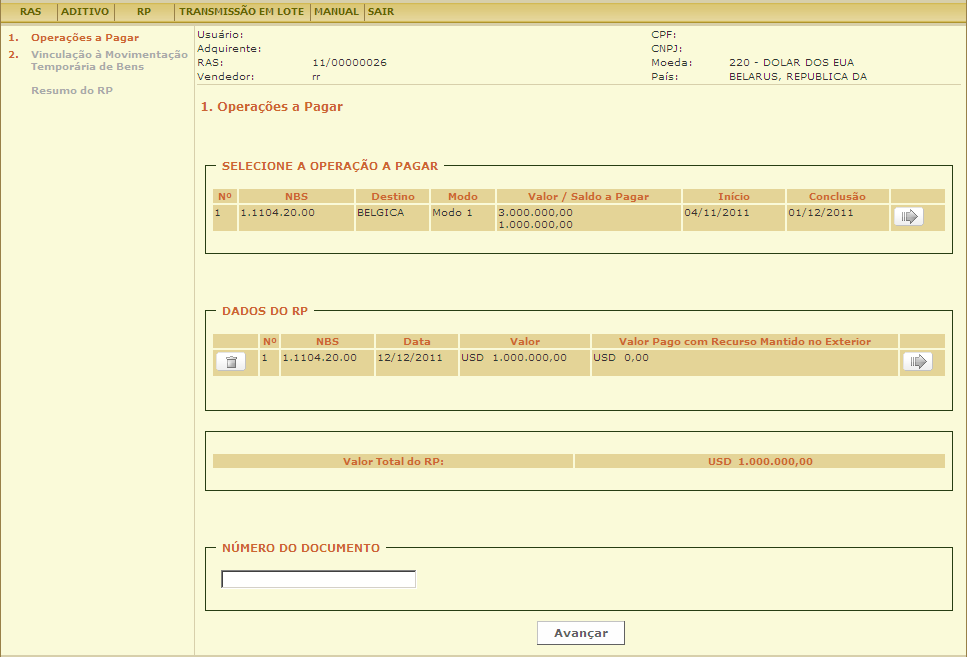 RAS ADITIVO RP TRANSMISSÃO EM LOTE MANUAL SAIR
1. Operações a Pagar
2. Vinculação à Movimentação
Temporária de Bens
Resumo do RP
Usuário: CPF:
Adquirente: CNPJ:
RAS: 11/00000026 Moeda: 220 - DOLAR DOS EUA
Vendedor: rr País: BELARUS, REPUBLICA DA
1. Operações a Pagar
SELECIONE A OPERAÇÃO A PAGAR
Nº NBS Destino Modo Valor / Saldo a Pagar Início Conclusão
1 1.1104.20.00 BELGICA Modo 1 3.000.000,00 04/11/2011 01/12/2011
1.000.000,00
DADOS DO RP
Nº NBS Data Valor Valor Pago com Recurso Mantido no Exterior
1 1.1104.20.00 12/12/2011 USD 1.000.000,00 USD 0,00
Valor Total do RP: USD 1.000.000,00
NÚMERO DO DOCUMENTO
Avançar